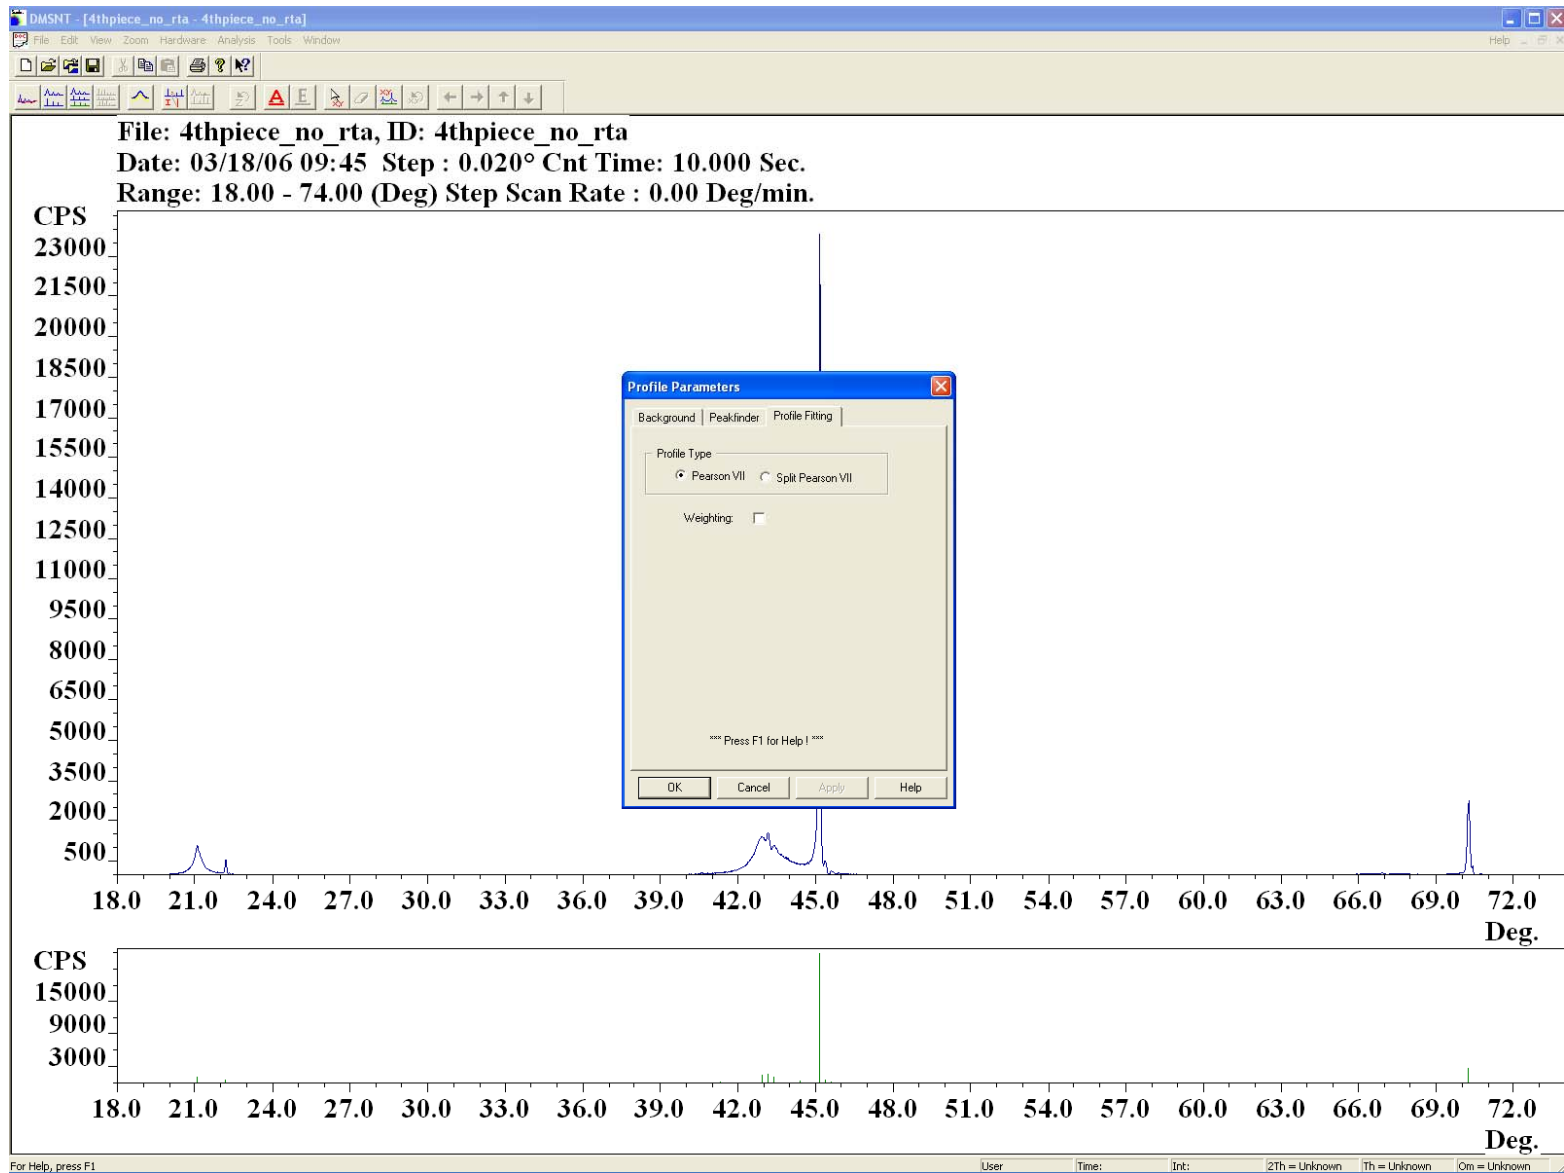 DMSNT - [4thpiece_no_rta - 4thpiece_no_rta]
File Edit View Zoom Hardware Analysis Tools Window Help
File: 4thpiece_no_rta, ID: 4thpiece_no_rta
Date: 03/18/06 09:45 Step : 0.020° Cnt Time: 10.000 Sec.
Range: 18.00 - 74.00 (Deg) Step Scan Rate : 0.00 Deg/min.
CPS
23000
21500
20000
18500
17000
15500
14000
12500
11000
9500
8000
6500
5000
3500
2000
500
18.0 21.0 24.0 27.0 30.0 33.0 36.0 39.0 42.0 45.0 48.0 51.0 54.0 57.0 60.0 63.0 66.0 69.0 72.0
Deg.
Profile Parameters
Background Peakfinder Profile Fitting
Profile Type
Pearson VII Split Pearson VII
Weighting:
*** Press F1 for Help ! ***
OK Cancel Apply Help
CPS
15000
9000
3000
18.0 21.0 24.0 27.0 30.0 33.0 36.0 39.0 42.0 45.0 48.0 51.0 54.0 57.0 60.0 63.0 66.0 69.0 72.0
Deg.
For Help, press F1 User Time: Int: 2Th = Unknown Th = Unknown Om = Unknown